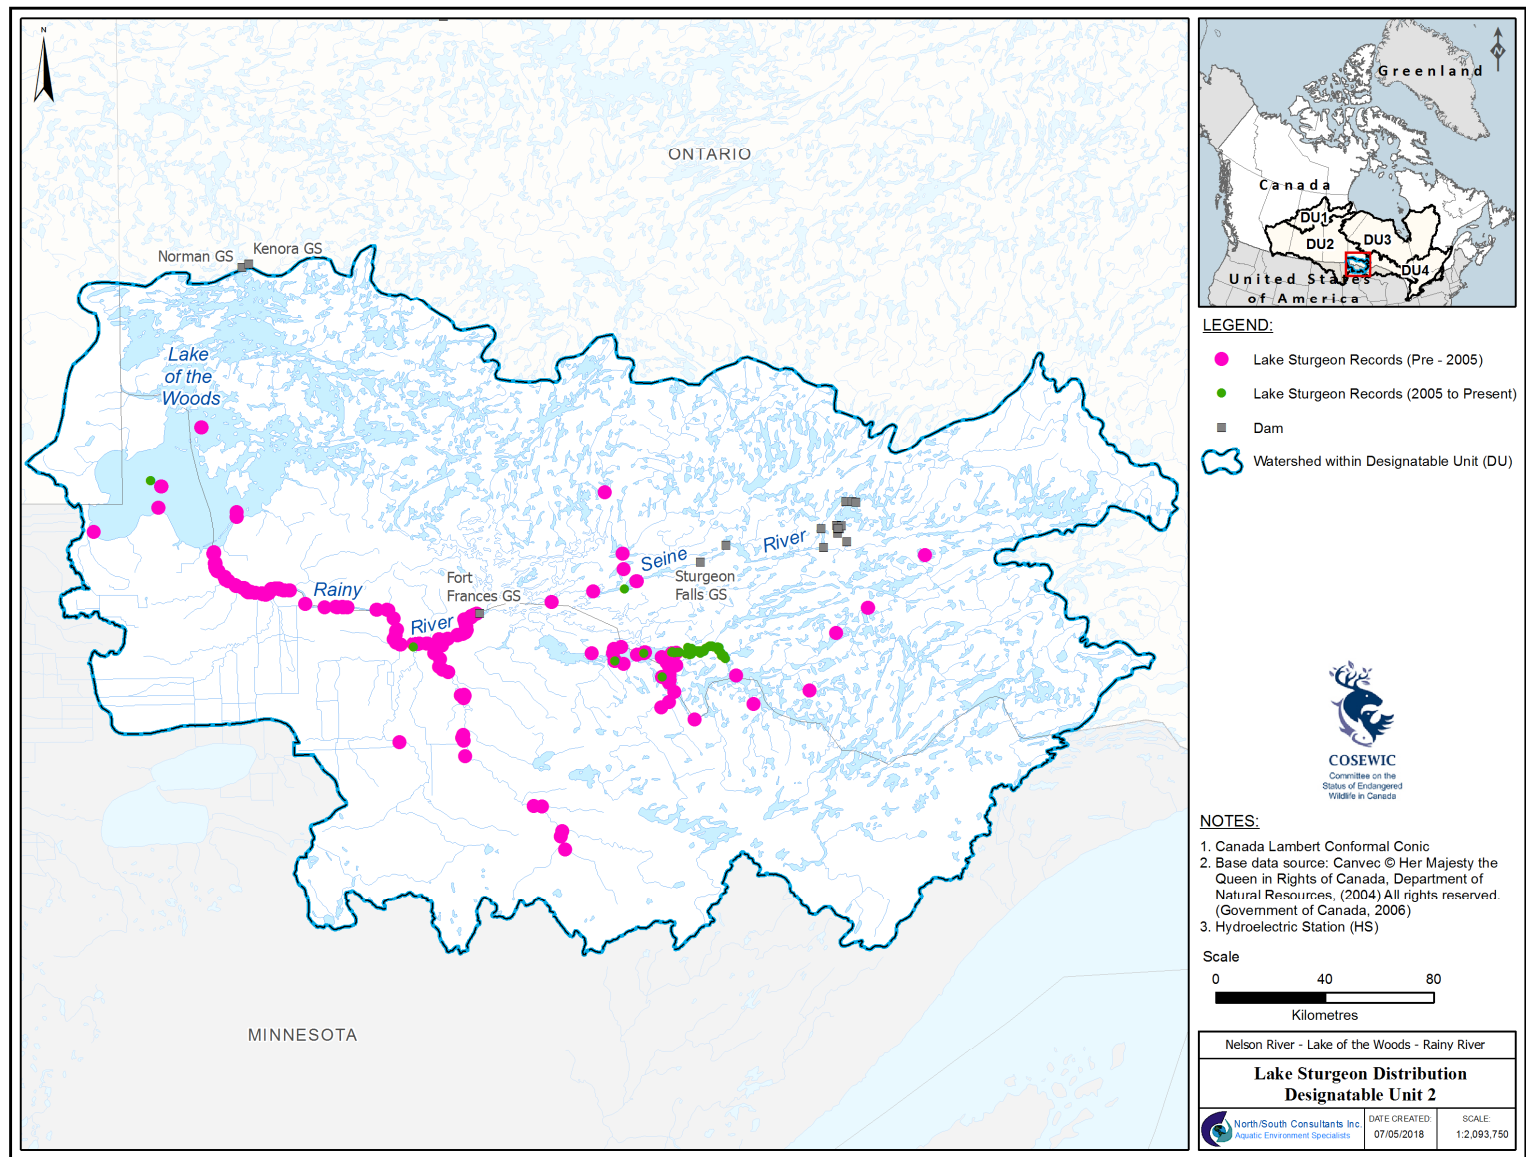 N
ONTARIO
Norman GS
Kenora GS
Lake
of the
Woods
Seine
River
Sturgeon
Falls GS
Rainy
River
Fort
Frances GS
MINNESOTA
N
Greenland
Canada
DU1
DU2
DU3
DU4
United States
of America
LEGEND:
Lake Sturgeon Records (Pre - 2005)
Lake Sturgeon Records (2005 to Present)
Dam
Watershed within Designatable Unit (DU)
COSEWIC
Committee on the
Status of Endangered
Wildlife in Canada
NOTES:
1. Canada Lambert Conformal Conic
2. Base data source: Canvec © Her Majesty the
Queen in Rights of Canada, Department of
Natural Resources, (2004) All rights reserved.
(Government of Canada, 2006)
3. Hydroelectric Station (HS)
Scale
0 40 80
Kilometres
Nelson River - Lake of the Woods - Rainy River
Lake Sturgeon Distribution
Designatable Unit 2
North/South Consultants Inc.
Aquatic Environment Specialists
DATE CREATED:
07/05/2018
SCALE:
1:2,093,750